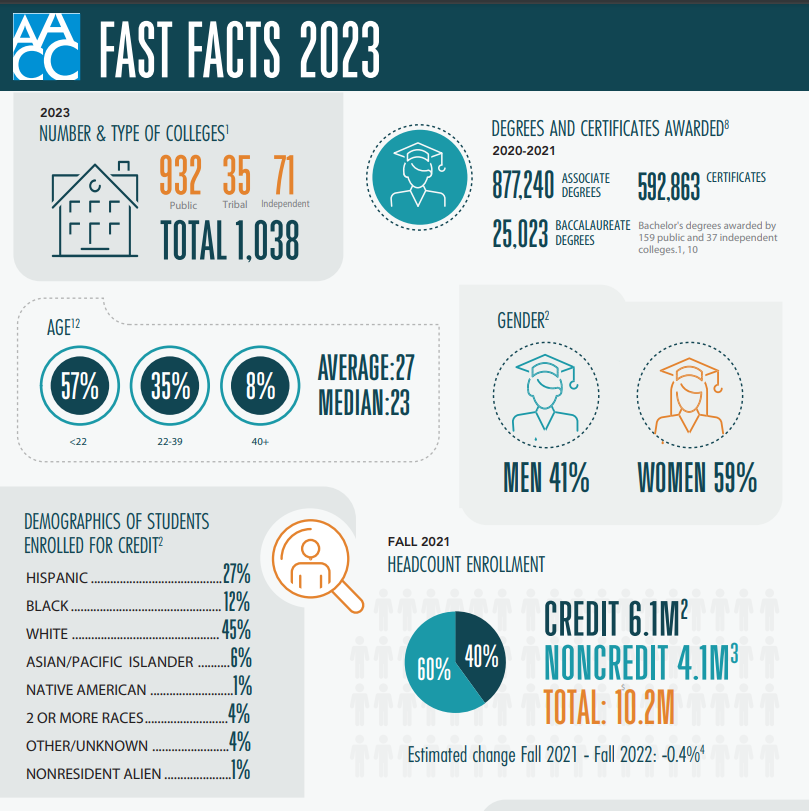 AACC
FAST FACTS 2023
2023
NUMBER & TYPE OF COLLEGES1
932 35 71
Public Tribal Independent
TOTAL 1,038
DEGREES AND CERTIFICATES AWARDED8
2020-2021
877,240 ASSOCIATE
DEGREES
592,863 CERTIFICATES
25,023 BACCALAUREATE
DEGREES
Bachelor's degrees awarded by
159 public and 37 independent
colleges.1, 10
AGE12
57% 35% 8%
<22 22-39 40+
AVERAGE:27
MEDIAN:23
GENDER2
MEN 41% WOMEN 59%
DEMOGRAPHICS OF STUDENTS
ENROLLED FOR CREDIT2
HISPANIC ..........................................27%
BLACK ................................................ 12%
WHITE ................................................ 45%
ASIAN/PACIFIC ISLANDER ..........6%
NATIVE AMERICAN ..........................1%
2 OR MORE RACES...........................4%
OTHER/UNKNOWN ..........................4%
NONRESIDENT ALIEN .....................1%
FALL 2021
HEADCOUNT ENROLLMENT
60% 40%
CREDIT 6.1M2
NONCREDIT 4.1M3
TOTAL: 10.2M
Estimated change Fall 2021 - Fall 2022: -0.4%4